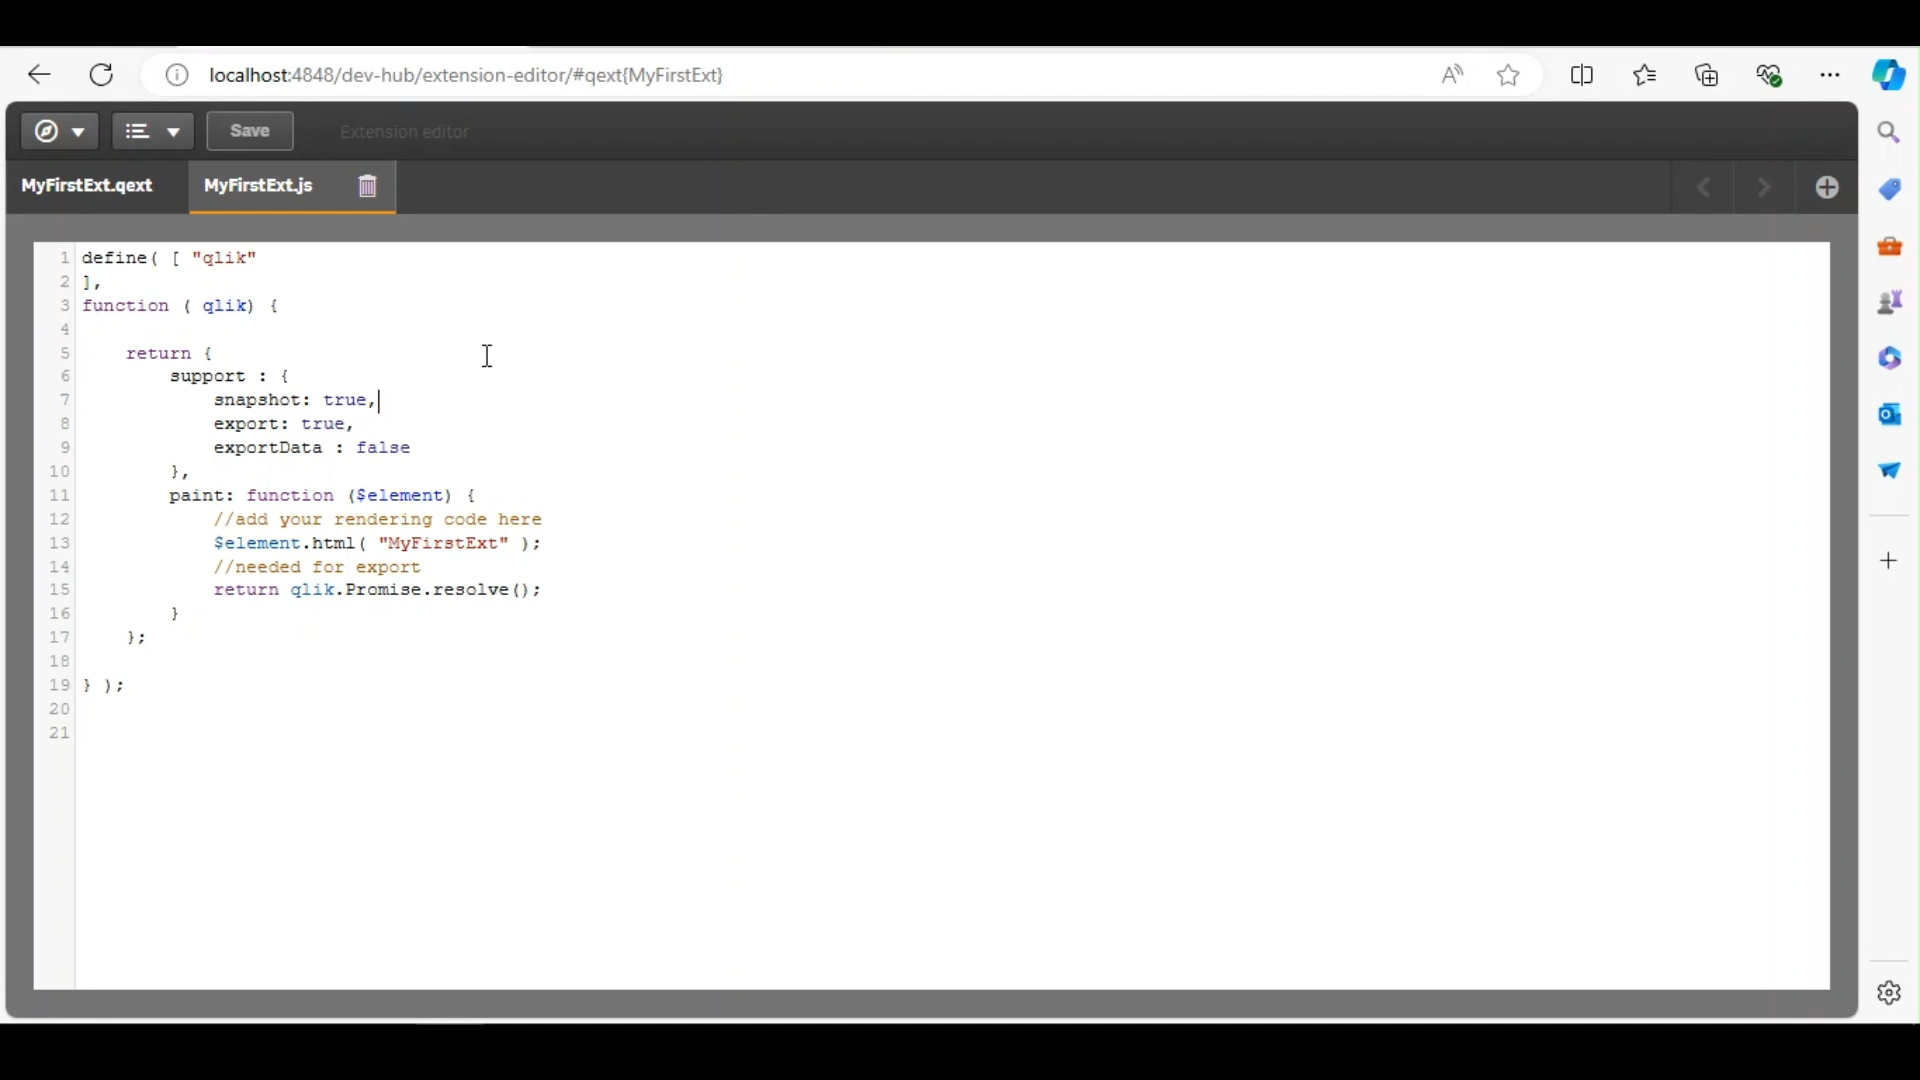 localhost:4848/dev-hub/extension-editor/#qext{MyFirstExt}
Save Extension editor
MyFirstExt.qext MyFirstExt.js
1 define( [ "qlik"
2 ],
3 function ( qlik) {
4
5 return {
6 support : {
7 snapshot: true,
8 export: true,
9 exportData : false
10 },
11 paint: function ($element) {
12 //add your rendering code here
13 $element.html( "MyFirstExt" );
14 //needed for export
15 return qlik.Promise.resolve();
16 }
17 };
18
19 } );
20
21